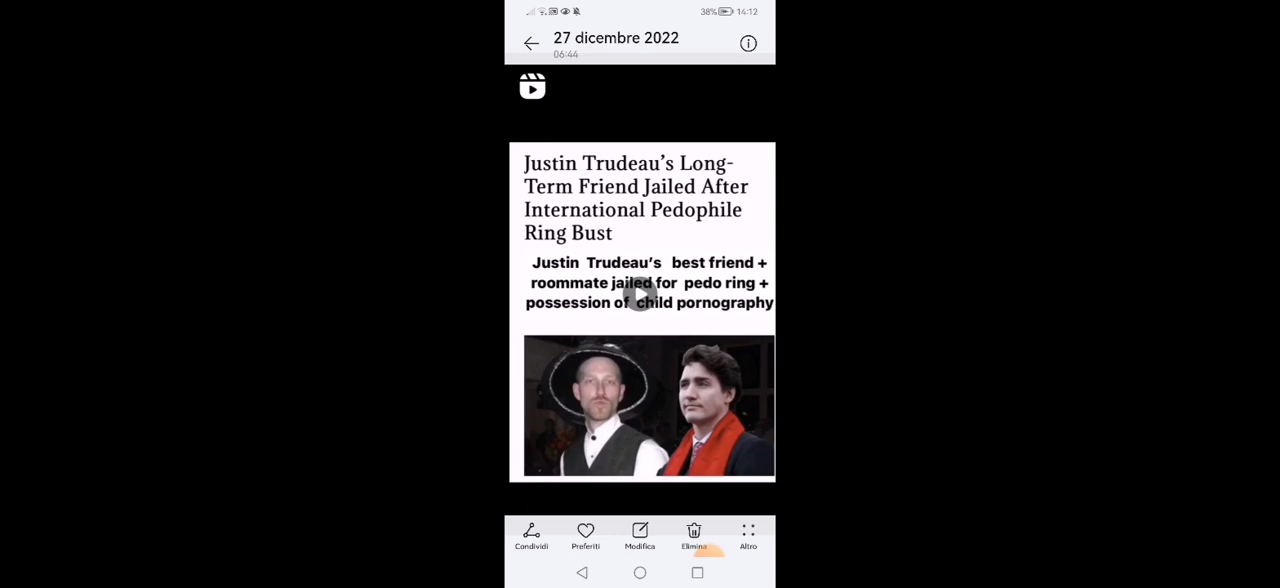 38% 14:12
27 dicembre 2022
06:44
Justin Trudeau’s Long-
Term Friend Jailed After
International Pedophile
Ring Bust
Justin Trudeau’s best friend +
roommate jailed for pedo ring +
possession of child pornography
Condividi Preferiti Modifica Elimina Altro